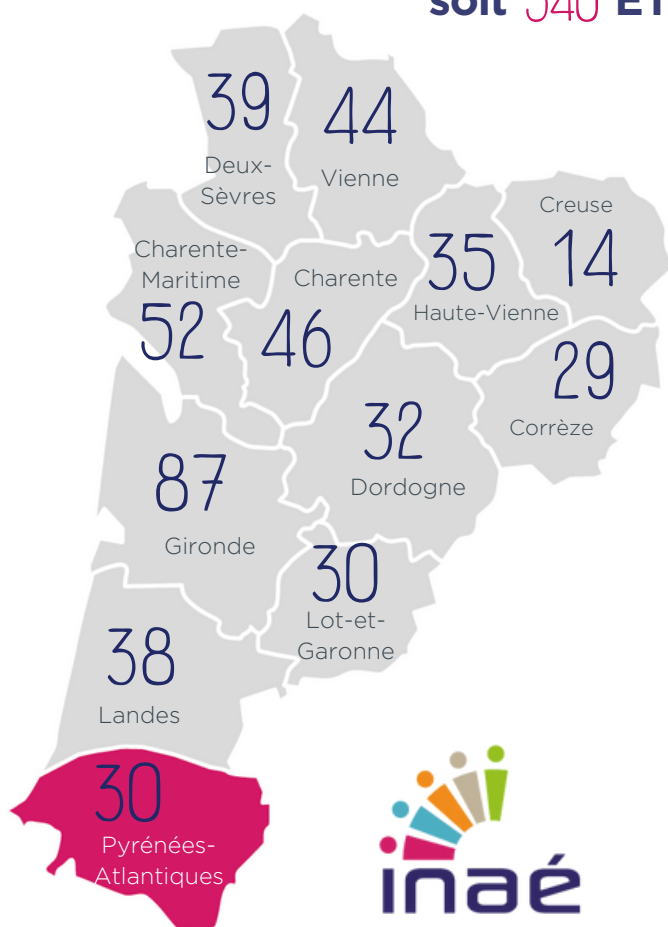 soit 540 ET
39
Deux-
Sèvres
44
Vienne
Creuse
14
Charente-
Maritime
52
Charente
46
35
Haute-Vienne
29
Corrèze
32
Dordogne
87
Gironde
30
Lot-et-
Garonne
38
Landes
30
Pyrénées-
Atlantiques
inaé